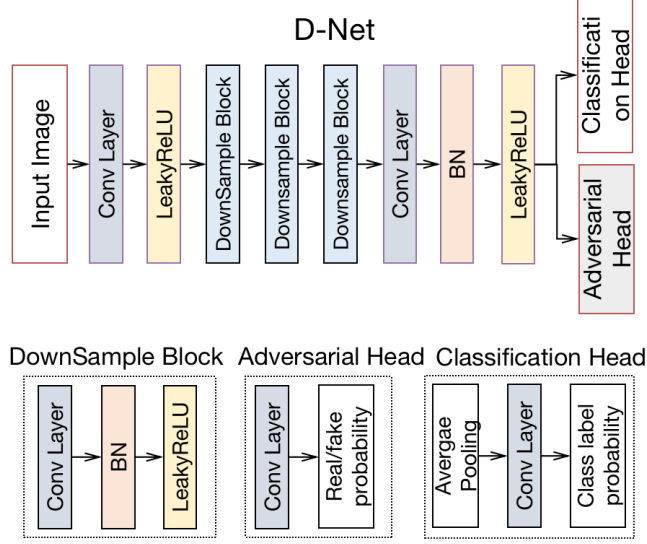 D-Net
Input Image
Conv Layer
LeakyReLU
DownSample Block
Downsample Block
Downsample Block
Conv Layer
BN
LeakyReLU
Classificati
on Head
Adversarial
Head
DownSample Block
Conv Layer
BN
LeakyReLU
Adversarial Head
Conv Layer
Real/fake
probability
Classification Head
Avergae
Pooling
Conv Layer
Class label
probability